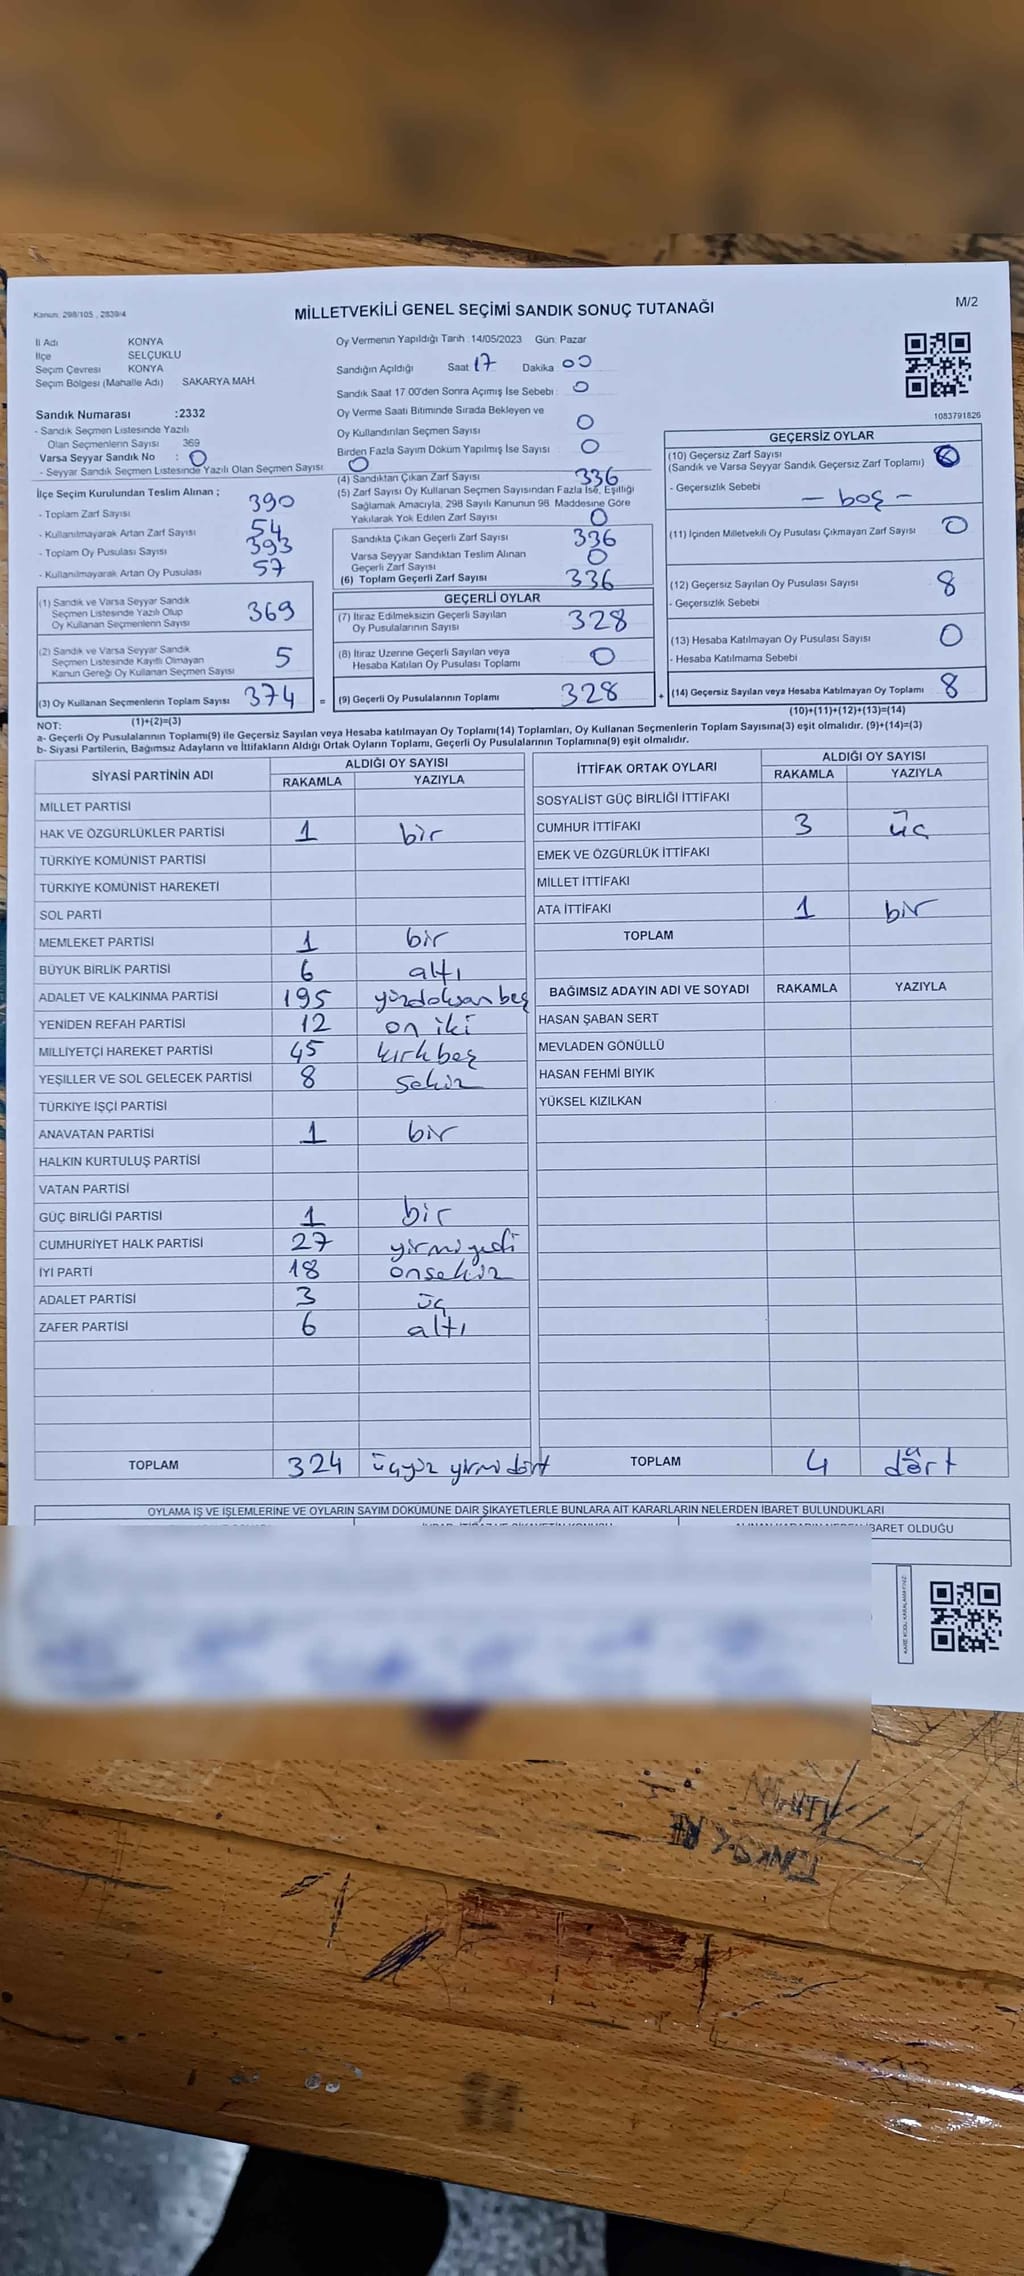 Kanun: 298/105 , 2839/4
MİLLETVEKİLİ GENEL SEÇİMİ SANDIK SONUÇ TUTANAĞI
M/2
İl Adı KONYA
İlçe SELÇUKLU
Seçim Çevresi KONYA
Seçim Bölgesi (Mahalle Adı) SAKARYA MAH.
Sandık Numarası :2332
- Sandık Seçmen Listesinde Yazılı
Olan Seçmenlerin Sayısı 369
Varsa Seyyar Sandık No : 0
- Seyyar Sandık Seçmen Listesinde Yazılı Olan Seçmen Sayısı: 0
İlçe Seçim Kurulundan Teslim Alınan ;
- Toplam Zarf Sayısı 390
- Kullanılmayarak Artan Zarf Sayısı 54
- Toplam Oy Pusulası Sayısı 393
- Kullanılmayarak Artan Oy Pusulası 57
(1) Sandık ve Varsa Seyyar Sandık
Seçmen Listesinde Yazılı Olup
Oy Kullanan Seçmenlerin Sayısı 369
(2) Sandık ve Varsa Seyyar Sandık
Seçmen Listesinde Kayıtlı Olmayan
Kanun Gereği Oy Kullanan Seçmen Sayısı 5
(3) Oy Kullanan Seçmenlerin Toplam Sayısı 374 =
(1)+(2)=(3)
Oy Vermenin Yapıldığı Tarih : 14/05/2023 Gün: Pazar
Sandığın Açıldığı Saat 17 Dakika 00
Sandık Saat 17.00'den Sonra Açılmış İse Sebebi : 0
Oy Verme Saati Bitiminde Sırada Bekleyen ve
Oy Kullandırılan Seçmen Sayısı 0
Birden Fazla Sayım Döküm Yapılmış İse Sayısı 0
(4) Sandıktan Çıkan Zarf Sayısı 336
(5) Zarf Sayısı Oy Kullanan Seçmen Sayısından Fazla İse, Eşitliği
Sağlamak Amacıyla, 298 Sayılı Kanunun 98. Maddesine Göre
Yakılarak Yok Edilen Zarf Sayısı 0
Sandıkta Çıkan Geçerli Zarf Sayısı 336
Varsa Seyyar Sandıktan Teslim Alınan
Geçerli Zarf Sayısı 0
(6) Toplam Geçerli Zarf Sayısı 336
GEÇERLİ OYLAR
(7) İtiraz Edilmeksizin Geçerli Sayılan
Oy Pusulalarının Sayısı 328
(8) İtiraz Üzerine Geçerli Sayılan veya
Hesaba Katılan Oy Pusulası Toplamı 0
(9) Geçerli Oy Pusulalarının Toplamı 328 +
1083791826
GEÇERSİZ OYLAR
(10) Geçersiz Zarf Sayısı
(Sandık ve Varsa Seyyar Sandık Geçersiz Zarf Toplamı)
- Geçersizlik Sebebi
- boş -
(11) İçinden Milletvekili Oy Pusulası Çıkmayan Zarf Sayısı 0
(12) Geçersiz Sayılan Oy Pusulası Sayısı 8
- Geçersizlik Sebebi
(13) Hesaba Katılmayan Oy Pusulası Sayısı 0
- Hesaba Katılmama Sebebi
(14) Geçersiz Sayılan veya Hesaba Katılmayan Oy Toplamı 8
(10)+(11)+(12)+(13)=(14)
NOT:
a- Geçerli Oy Pusulalarının Toplamı(9) ile Geçersiz Sayılan veya Hesaba katılmayan Oy Toplamı(14) Toplamları, Oy Kullanan Seçmenlerin Toplam Sayısına(3) eşit olmalıdır. (9)+(14)=(3)
b- Siyasi Partilerin, Bağımsız Adayların ve İttifakların Aldığı Ortak Oyların Toplamı, Geçerli Oy Pusulalarının Toplamına(9) eşit olmalıdır.
SİYASİ PARTİNİN ADI ALDIĞI OY SAYISI
RAKAMLA YAZIYLA
MİLLET PARTİSİ
HAK VE ÖZGÜRLÜKLER PARTİSİ 1 bir
TÜRKİYE KOMÜNİST PARTİSİ
TÜRKİYE KOMÜNİST HAREKETİ
SOL PARTİ
MEMLEKET PARTİSİ 1 bir
BÜYÜK BİRLİK PARTİSİ 6 altı
ADALET VE KALKINMA PARTİSİ 195 yüzdoksanbeş
YENİDEN REFAH PARTİSİ 12 on iki
MİLLİYETÇİ HAREKET PARTİSİ 45 kırkbeş
YEŞİLLER VE SOL GELECEK PARTİSİ 8 sekiz
TÜRKİYE İŞÇİ PARTİSİ
ANAVATAN PARTİSİ 1 bir
HALKIN KURTULUŞ PARTİSİ
VATAN PARTİSİ
GÜÇ BİRLİĞİ PARTİSİ 1 bir
CUMHURİYET HALK PARTİSİ 27 yirmiyedi
İYİ PARTİ 18 onsekiz
ADALET PARTİSİ 3 üç
ZAFER PARTİSİ 6 altı
TOPLAM 324 üçyüz yirmi dört
İTTİFAK ORTAK OYLARI ALDIĞI OY SAYISI
RAKAMLA YAZIYLA
SOSYALİST GÜÇ BİRLİĞİ İTTİFAKI
CUMHUR İTTİFAKI 3 üç
EMEK VE ÖZGÜRLÜK İTTİFAKI
MİLLET İTTİFAKI
ATA İTTİFAKI 1 bir
TOPLAM
BAĞIMSIZ ADAYIN ADI VE SOYADI RAKAMLA YAZIYLA
HASAN ŞABAN SERT
MEVLADEN GÖNÜLLÜ
HASAN FEHMİ BIYIK
YÜKSEL KIZILKAN
TOPLAM 4 dört
OYLAMA İŞ VE İŞLEMLERİNE VE OYLARIN SAYIM DÖKÜMÜNE DAİR ŞİKAYETLERLE BUNLARA AİT KARARLARIN NELERDEN İBARET BULUNDUKLARI
İBARET OLDUĞU